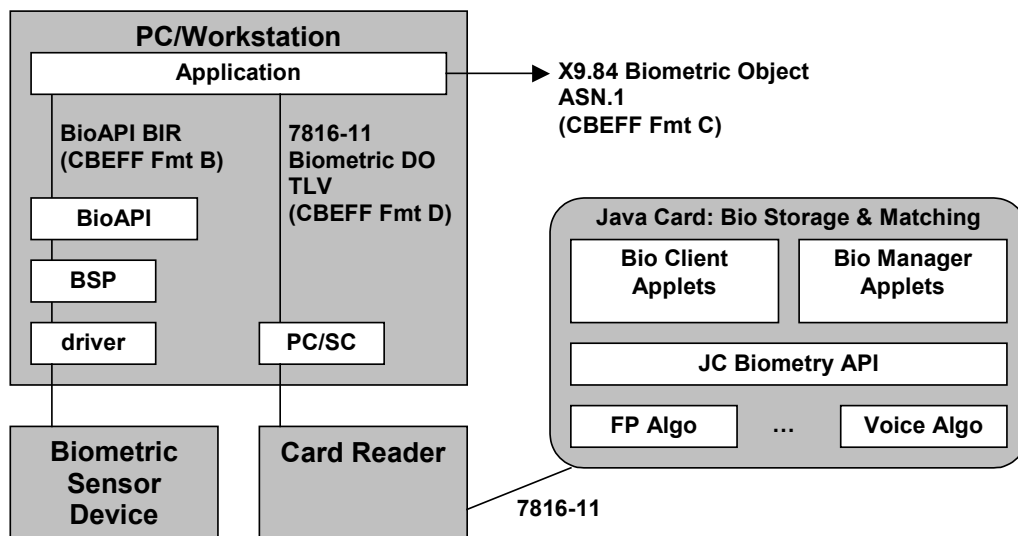 PC/Workstation
Application
X9.84 Biometric Object
ASN.1
(CBEFF Fmt C)
BioAPI BIR
(CBEFF Fmt B)
7816-11
Biometric DO
TLV
(CBEFF Fmt D)
BioAPI
BSP
driver
PC/SC
Biometric
Sensor
Device
Card Reader
7816-11
Java Card: Bio Storage & Matching
Bio Client
Applets
Bio Manager
Applets
JC Biometry API
FP Algo
...
Voice Algo